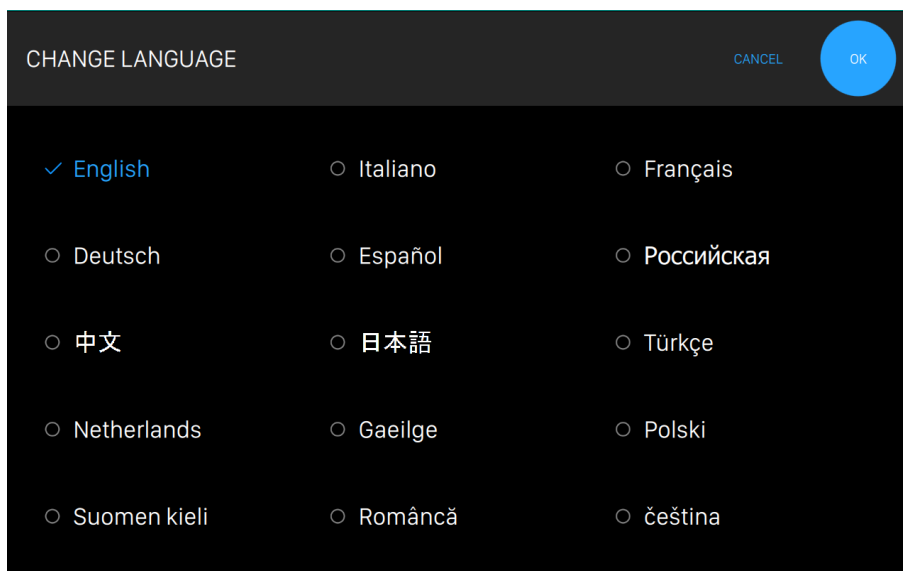 CHANGE LANGUAGE CANCEL OK
English Italiano Français
Deutsch Español Российская
中文 日本語 Türkçe
Netherlands Gaeilge Polski
Suomen kieli Româncă čeština